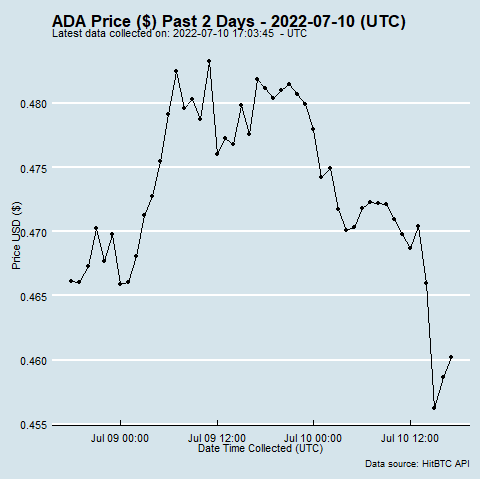 ADA Price ($) Past 2 Days - 2022-07-10 (UTC)
Latest data collected on: 2022-07-10 17:03:45 - UTC
Price USD ($)
0.480
0.475
0.470
0.465
0.460
0.455
Jul 09 00:00 Jul 09 12:00 Jul 10 00:00 Jul 10 12:00
Date Time Collected (UTC)
Data source: HitBTC API